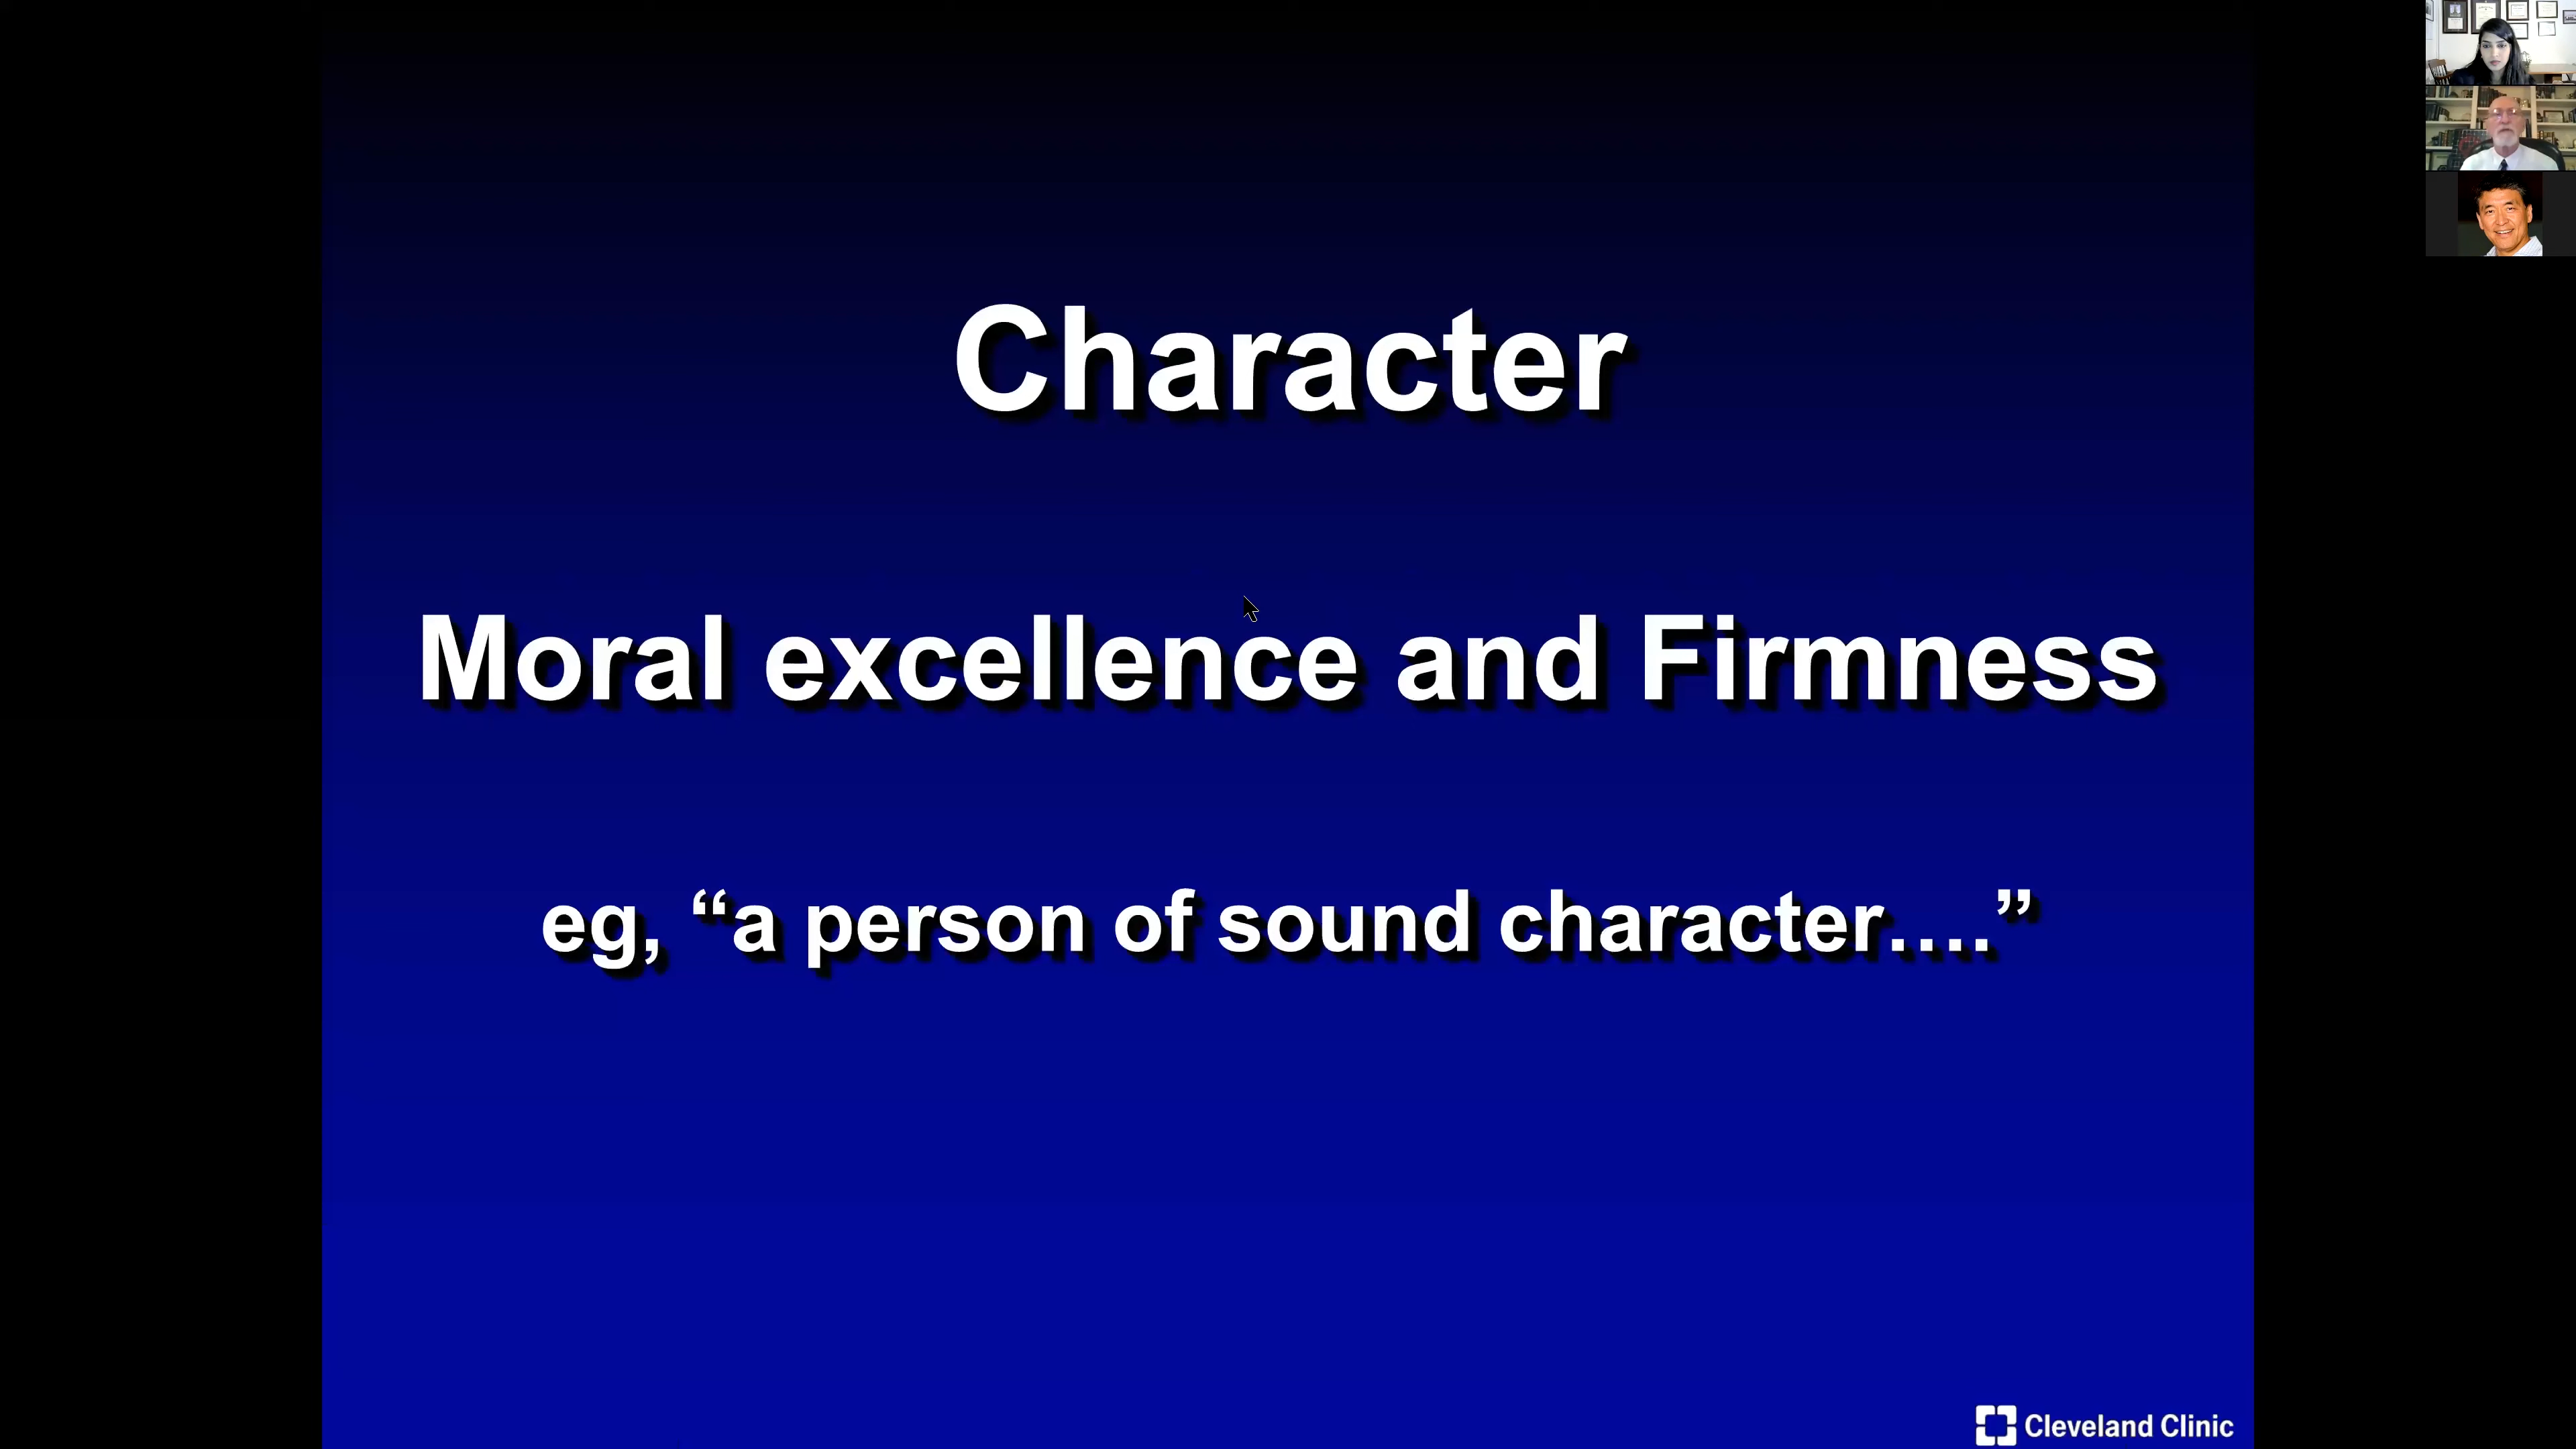 Character
Moral excellence and Firmness
eg, “a person of sound character….”
Cleveland Clinic